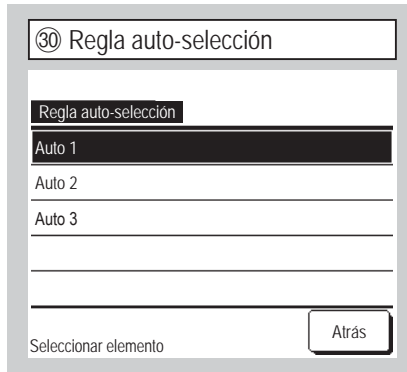 ㉚ Regla auto-selección
Regla auto-selección
Auto 1
Auto 2
Auto 3
Seleccionar elemento
Atrás